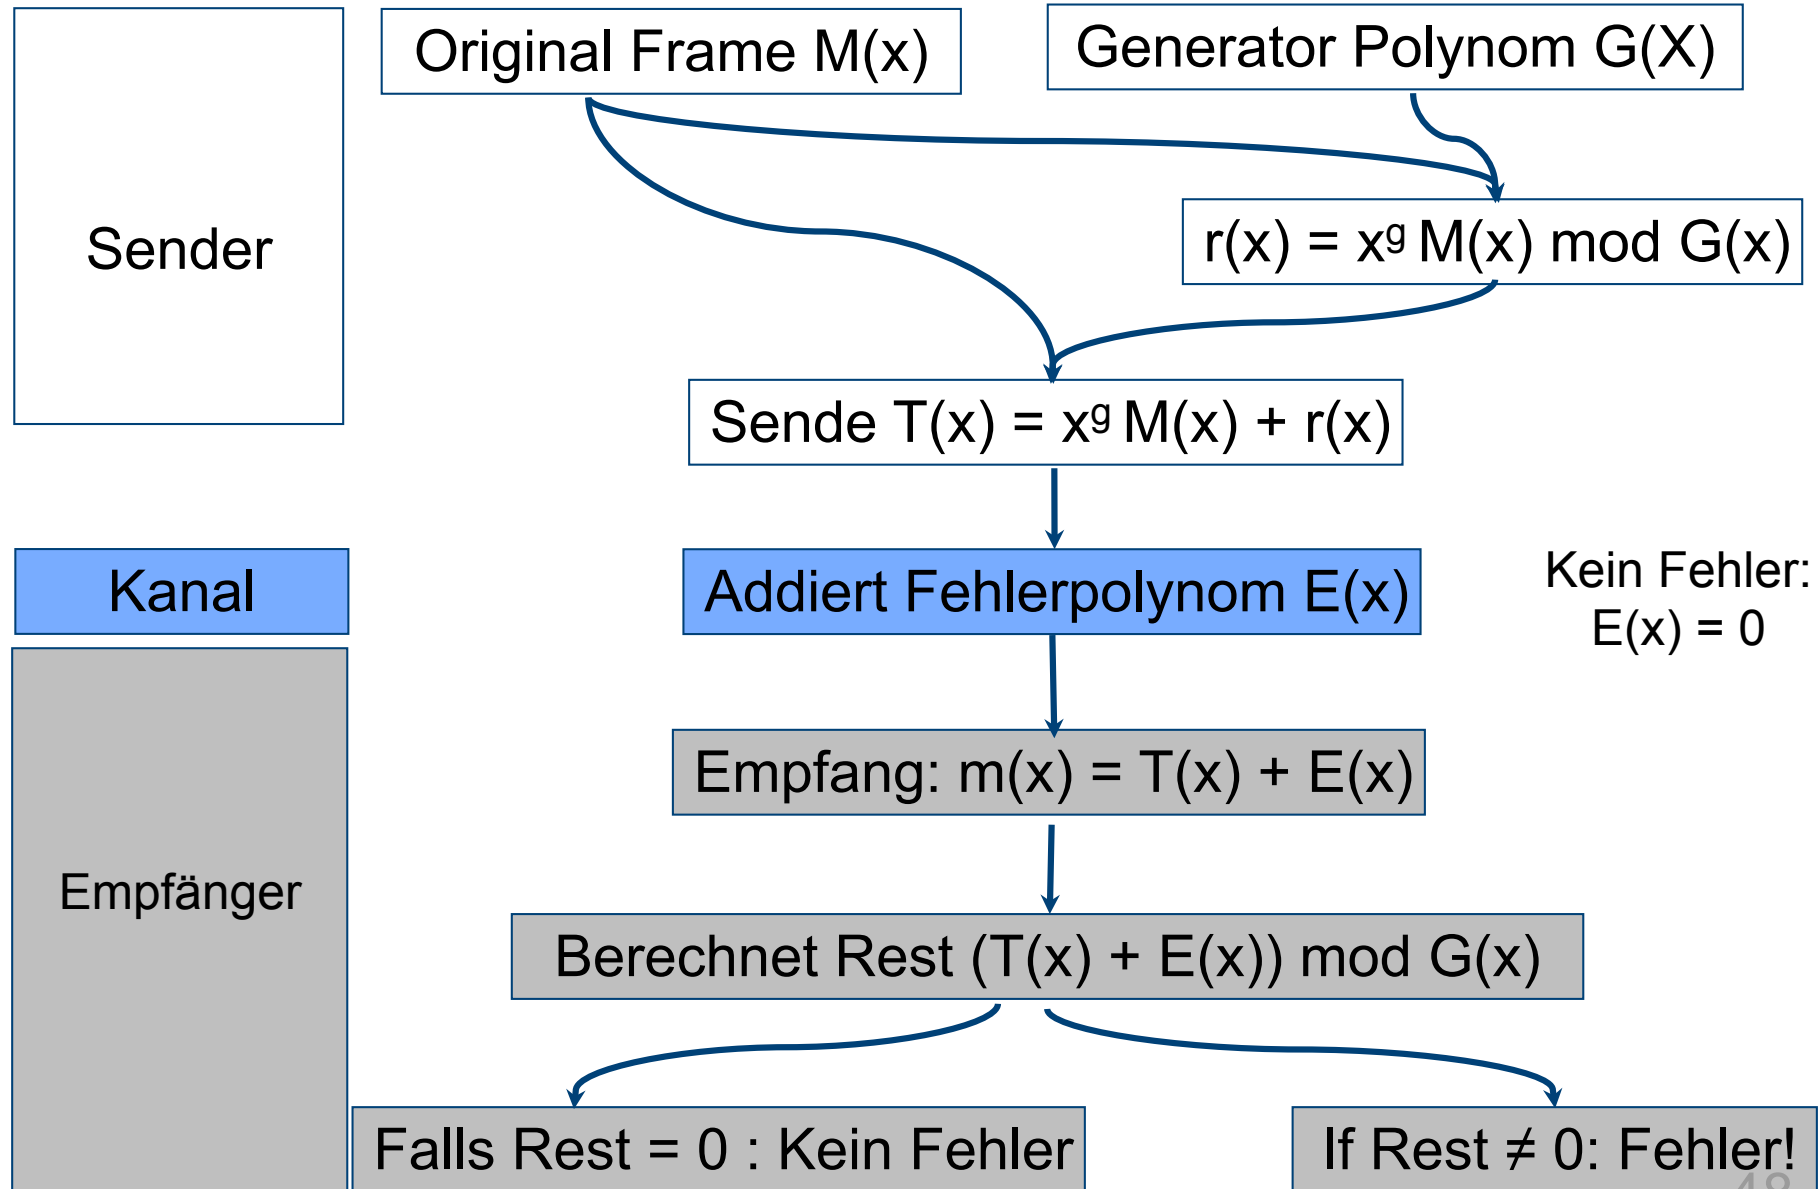 Original Frame M(x)
Generator Polynom G(X)
Sender
r(x) = xᵍ M(x) mod G(x)
Sende T(x) = xᵍ M(x) + r(x)
Kanal
Addiert Fehlerpolynom E(x)
Kein Fehler:
E(x) = 0
Empfang: m(x) = T(x) + E(x)
Empfänger
Berechnet Rest (T(x) + E(x)) mod G(x)
Falls Rest = 0 : Kein Fehler
If Rest ≠ 0: Fehler!
48